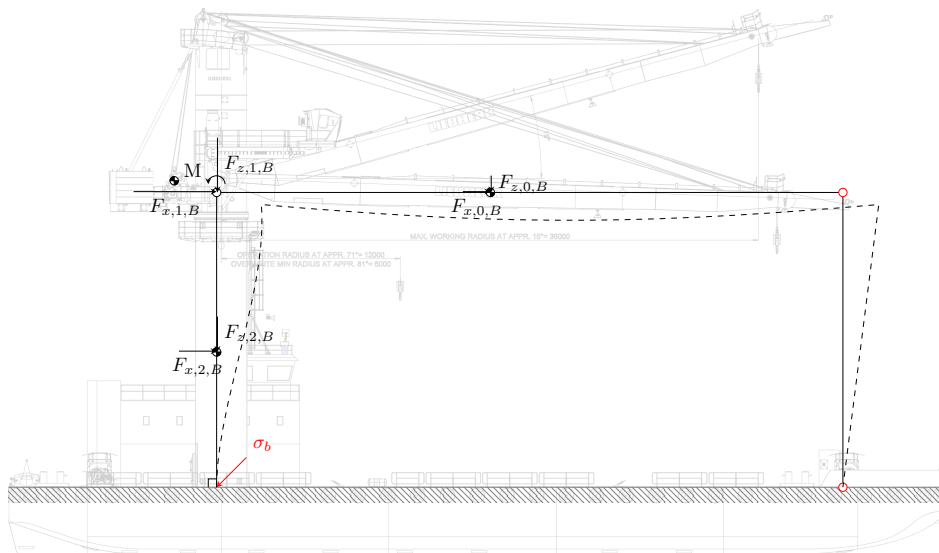 M
F_{z,1,B}
F_{z,0,B}
F_{x,1,B}
F_{x,0,B}
MAX. WORKING RADIUS AT APPR. 15°= 36000
OPERATION RADIUS AT APPR. 71°= 12000
OVERWRITE MIN RADIUS AT APPR. 81°= 6000
F_{z,2,B}
F_{x,2,B}
σ_b